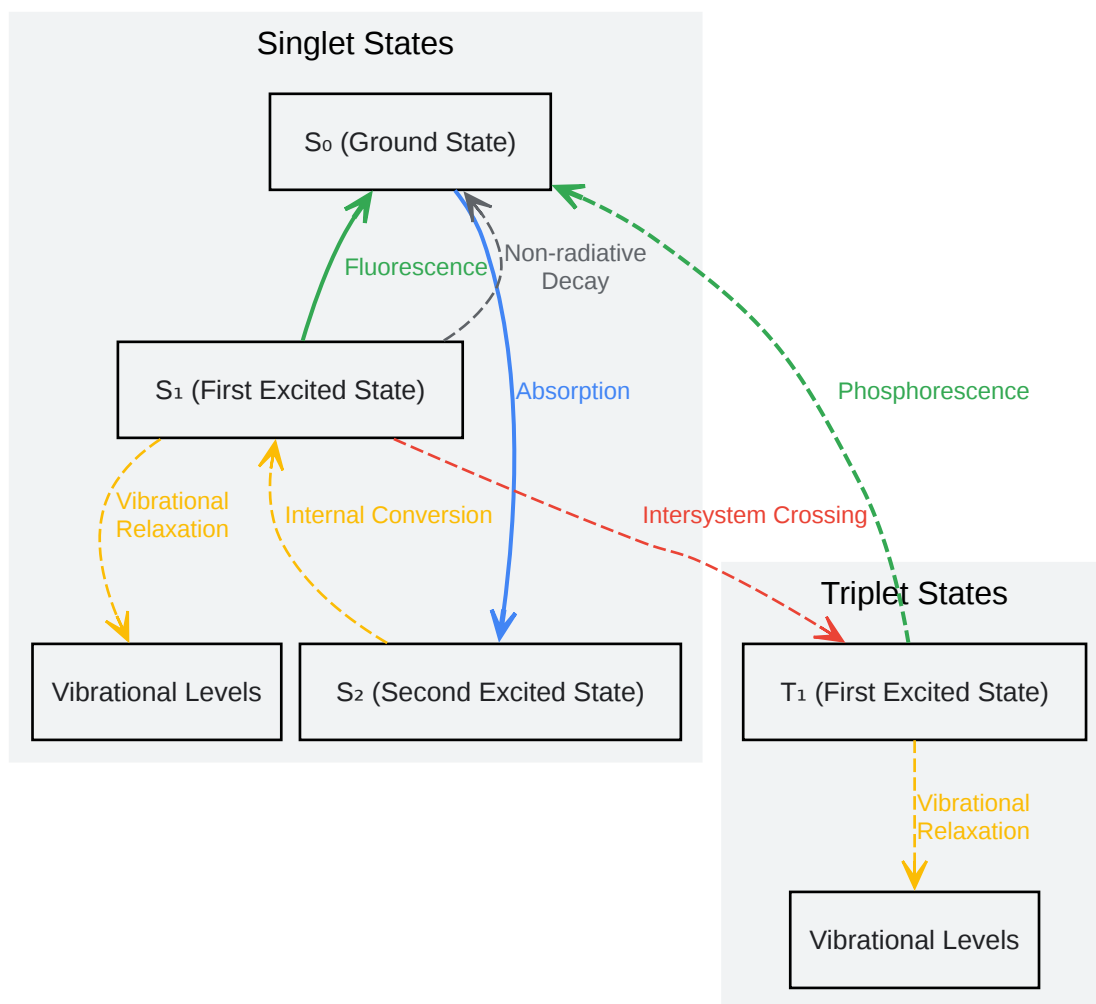 Singlet States
S₀ (Ground State)
Fluorescence
Non-radiative
Decay
S₁ (First Excited State)
Absorption
Phosphorescence
Vibrational
Relaxation
Internal Conversion
Intersystem Crossing
Triplet States
Vibrational Levels
S₂ (Second Excited State)
T₁ (First Excited State)
Vibrational
Relaxation
Vibrational Levels